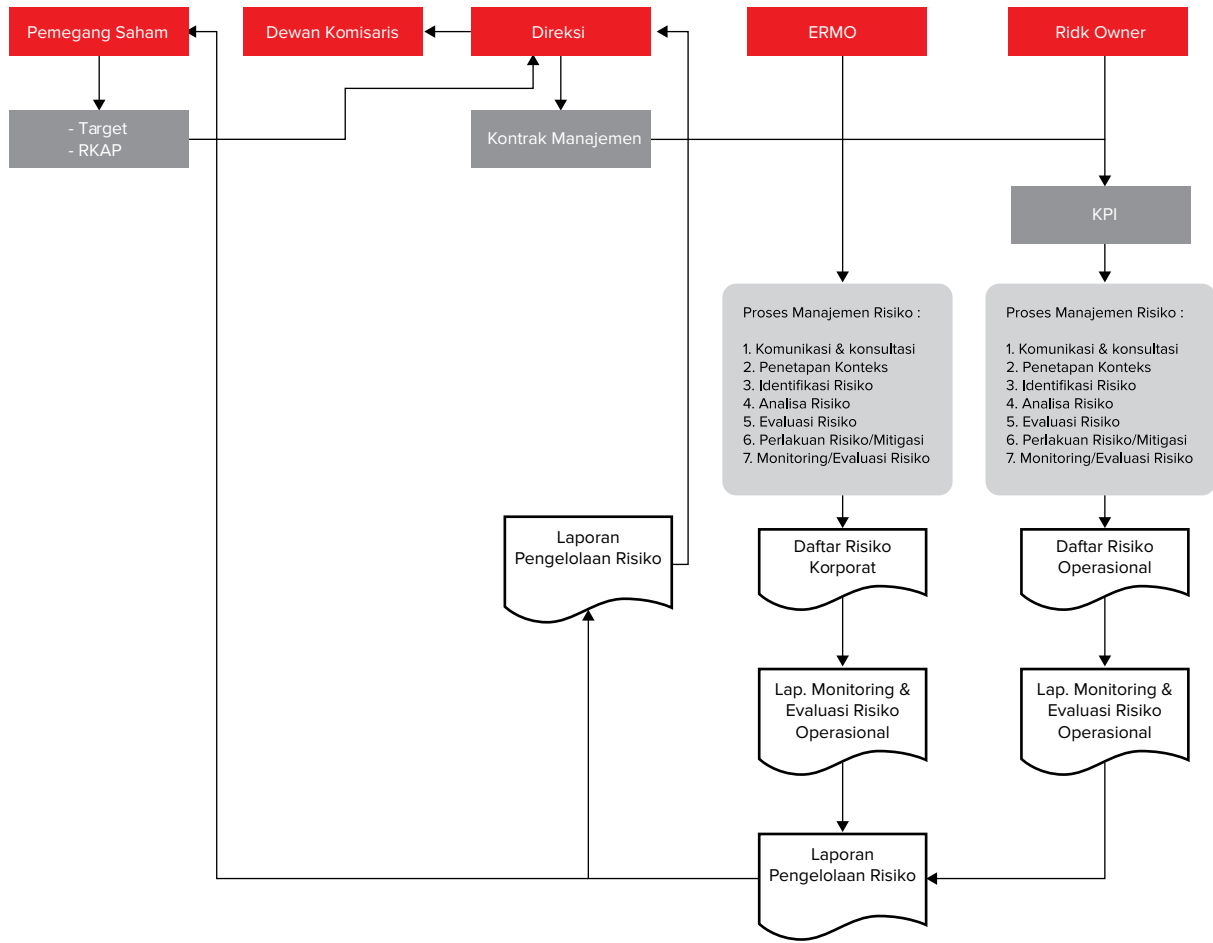 Pemegang Saham
Dewan Komisaris
Direksi
ERMO
Ridk Owner
- Target
- RKAP
Kontrak Manajemen
KPI
Proses Manajemen Risiko :
1. Komunikasi & konsultasi
2. Penetapan Konteks
3. Identifikasi Risiko
4. Analisa Risiko
5. Evaluasi Risiko
6. Perlakuan Risiko/Mitigasi
7. Monitoring/Evaluasi Risiko
Proses Manajemen Risiko :
1. Komunikasi & konsultasi
2. Penetapan Konteks
3. Identifikasi Risiko
4. Analisa Risiko
5. Evaluasi Risiko
6. Perlakuan Risiko/Mitigasi
7. Monitoring/Evaluasi Risiko
Laporan
Pengelolaan Risiko
Daftar Risiko
Korporat
Daftar Risiko
Operasional
Lap. Monitoring &
Evaluasi Risiko
Operasional
Lap. Monitoring &
Evaluasi Risiko
Operasional
Laporan
Pengelolaan Risiko